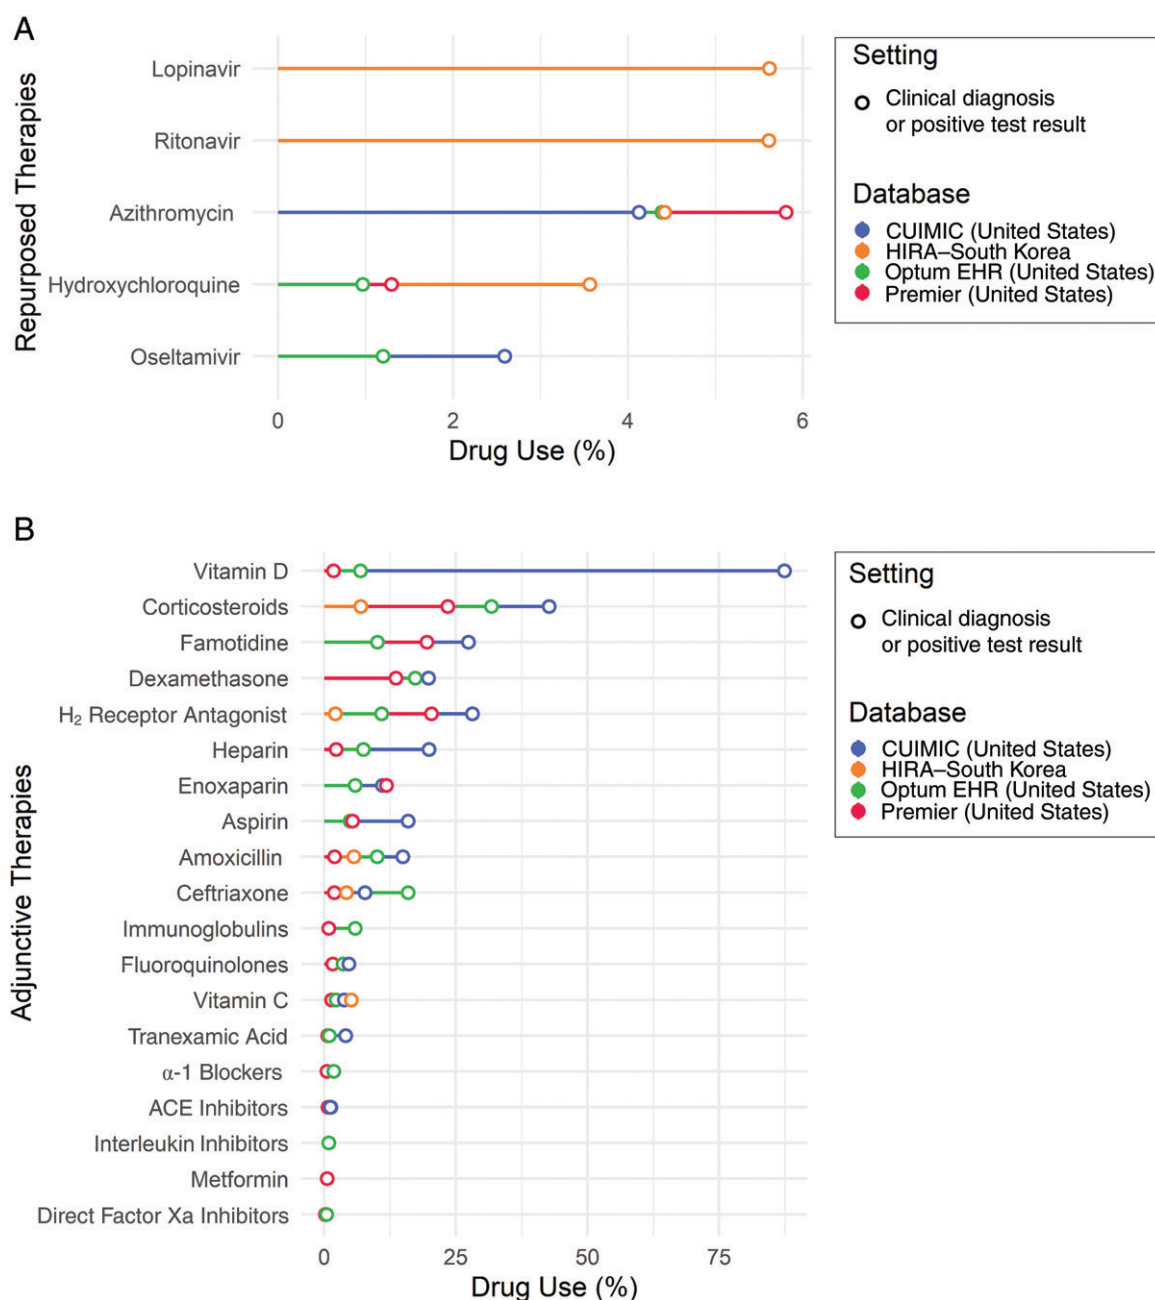 A
Repurposed Therapies
Lopinavir
Ritonavir
Azithromycin
Hydroxychloroquine
Oseltamivir
0 2 4 6
Drug Use (%)
Setting
Clinical diagnosis
or positive test result
Database
CUIMIC (United States)
HIRA–South Korea
Optum EHR (United States)
Premier (United States)
B
Adjunctive Therapies
Vitamin D
Corticosteroids
Famotidine
Dexamethasone
H₂ Receptor Antagonist
Heparin
Enoxaparin
Aspirin
Amoxicillin
Ceftriaxone
Immunoglobulins
Fluoroquinolones
Vitamin C
Tranexamic Acid
α-1 Blockers
ACE Inhibitors
Interleukin Inhibitors
Metformin
Direct Factor Xa Inhibitors
0 25 50 75
Drug Use (%)
Setting
Clinical diagnosis
or positive test result
Database
CUIMIC (United States)
HIRA–South Korea
Optum EHR (United States)
Premier (United States)